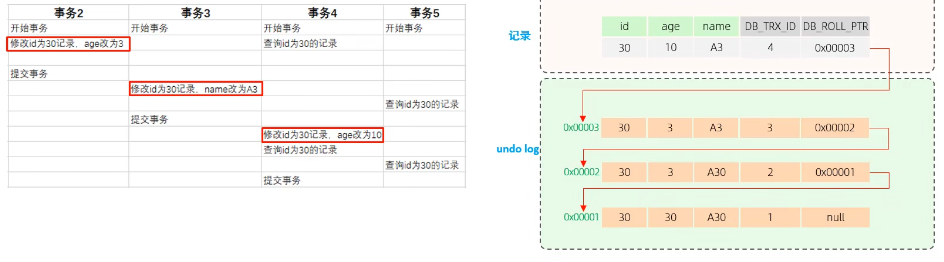 事务2 事务3 事务4 事务5
开始事务 开始事务 开始事务 开始事务
修改id为30记录、age改为3 查询id为30的记录
提交事务
修改id为30记录、name改为A3
查询id为30的记录
提交事务
修改id为30记录、age改为10
查询id为30的记录
查询id为30的记录
提交事务
记录
id age name DB_TRX_ID DB_ROLL_PTR
30 10 A3 4 0x00003
undo log
0x00003 30 3 A3 3 0x00002
0x00002 30 3 A30 2 0x00001
0x00001 30 30 A30 1 null